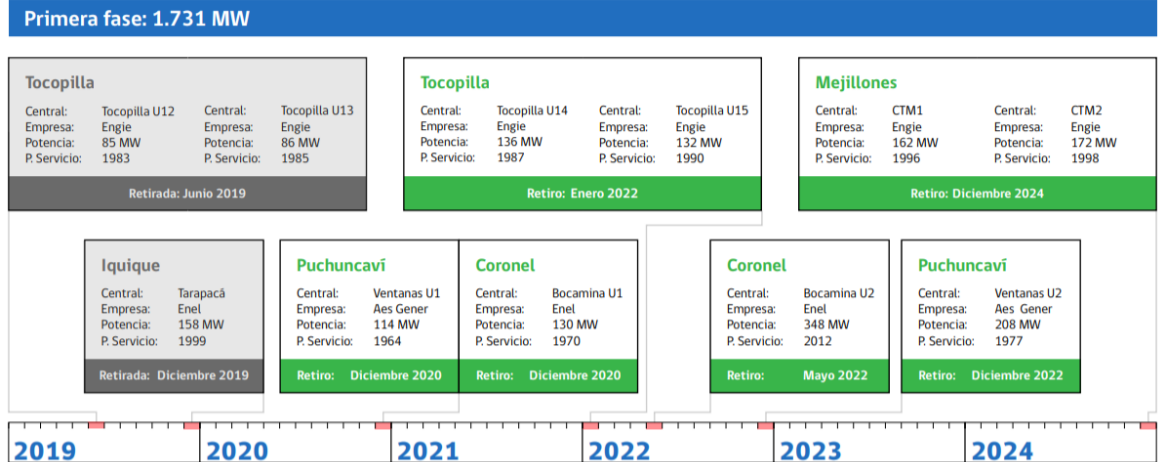 Primera fase: 1.731 MW
Tocopilla
Central: Tocopilla U12 Central: Tocopilla U13
Empresa: Engie Empresa: Engie
Potencia: 85 MW Potencia: 86 MW
P. Servicio: 1983 P. Servicio: 1985
Retirada: Junio 2019
Tocopilla
Central: Tocopilla U14 Central: Tocopilla U15
Empresa: Engie Empresa: Engie
Potencia: 136 MW Potencia: 132 MW
P. Servicio: 1987 P. Servicio: 1990
Retiro: Enero 2022
Mejillones
Central: CTM1 Central: CTM2
Empresa: Engie Empresa: Engie
Potencia: 162 MW Potencia: 172 MW
P. Servicio: 1996 P. Servicio: 1998
Retiro: Diciembre 2024
Iquique
Central: Tarapacá
Empresa: Enel
Potencia: 158 MW
P. Servicio: 1999
Retirada: Diciembre 2019
Puchuncaví
Central: Ventanas U1
Empresa: Aes Gener
Potencia: 114 MW
P. Servicio: 1964
Retiro: Diciembre 2020
Coronel
Central: Bocamina U1
Empresa: Enel
Potencia: 130 MW
P. Servicio: 1970
Retiro: Diciembre 2020
Coronel
Central: Bocamina U2
Empresa: Enel
Potencia: 348 MW
P. Servicio: 2012
Retiro: Mayo 2022
Puchuncaví
Central: Ventanas U2
Empresa: Aes Gener
Potencia: 208 MW
P. Servicio: 1977
Retiro: Diciembre 2022
2019 2020 2021 2022 2023 2024